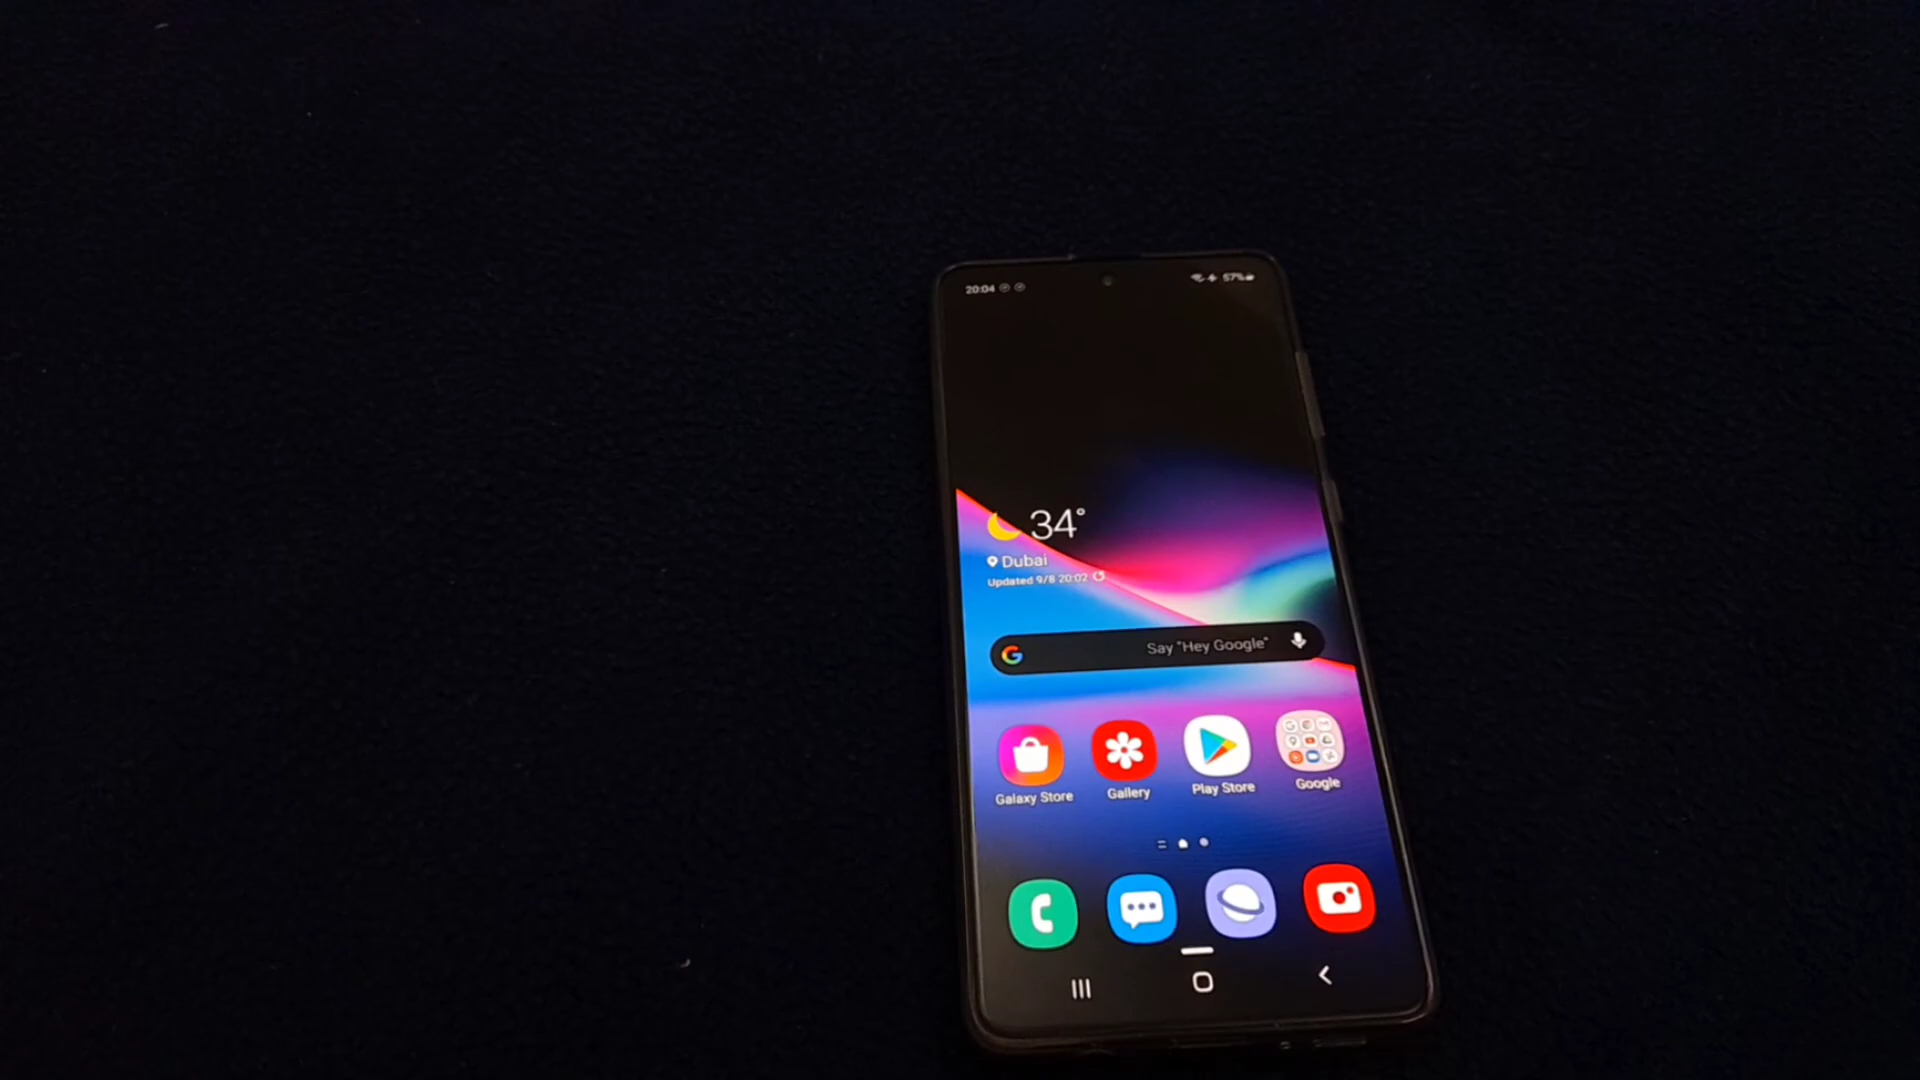 20:04
57%
34°
Dubai
Updated 9/8 20:02
G
Say "Hey Google"
Galaxy Store
Gallery
Play Store
Google